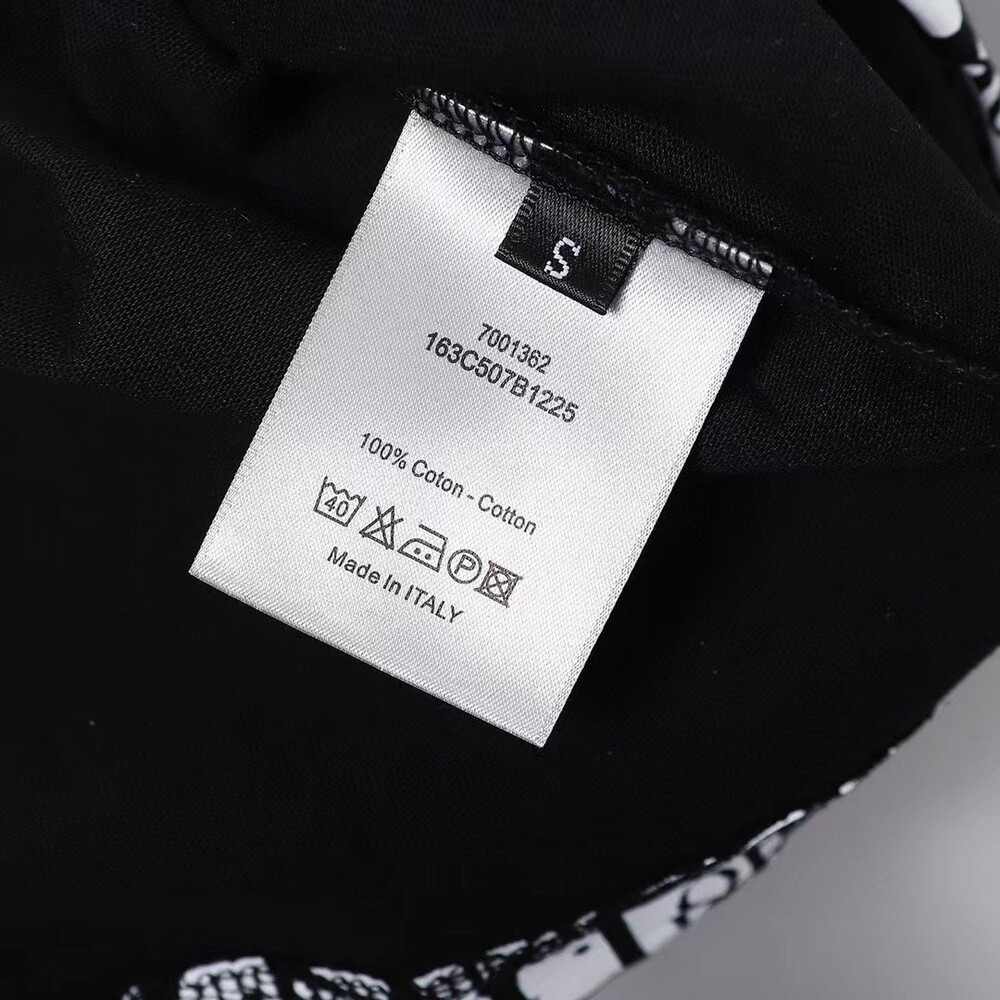 S
7001362
163C507B1225
100% Coton - Cotton
40
P
Made In ITALY